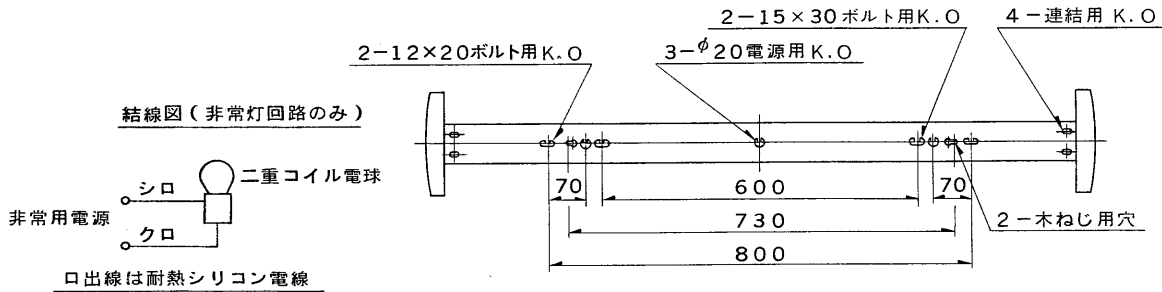 2-15×30ボルト用K.O
4-連結用 K.O
2-12×20ボルト用K.O
3-φ20電源用K.O
結線図(非常灯回路のみ)
二重コイル電球
シロ
非常用電源
クロ
口出線は耐熱シリコン電線
70
600
70
730
2-木ねじ用穴
800